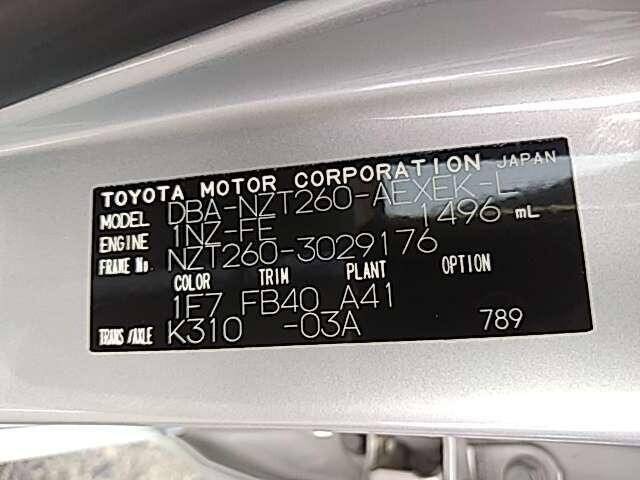 TOYOTA MOTOR CORPORATION JAPAN
MODEL DBA-NZT260-AEXEK-L
ENGINE 1NZ-FE 1496 mL
FRAME No. NZT260-3029176
COLOR TRIM PLANT OPTION
1F7 FB40 A41
TRANS/AXLE K310 -03A 789